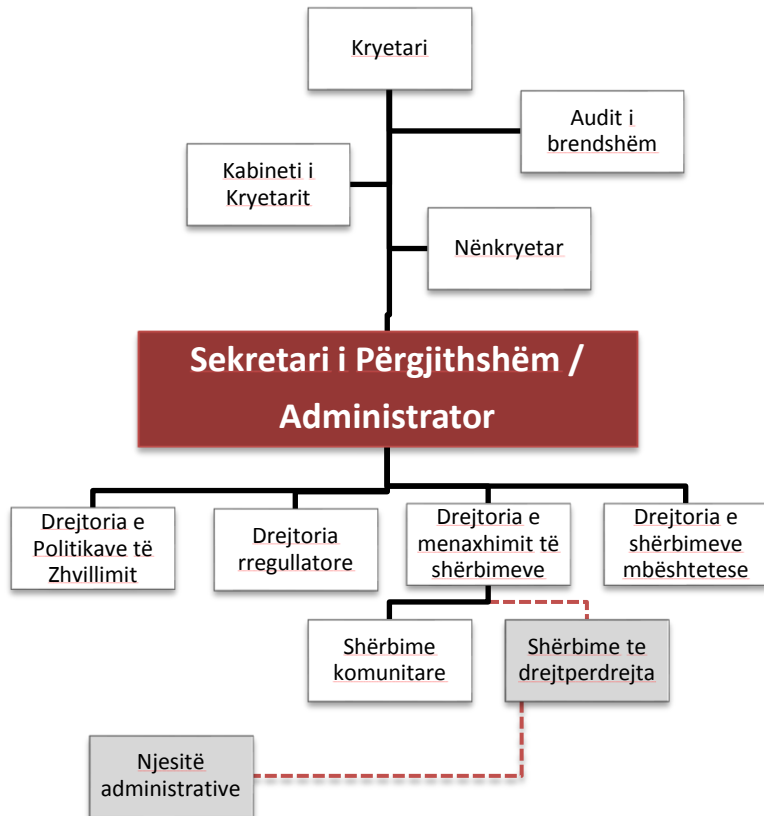 Kryetari
Audit i
brendshëm
Kabineti i
Kryetarit
Nënkryetar
Sekretari i Përgjithshëm /
Administrator
Drejtoria e
Politikave të
Zhvillimit
Drejtoria
rregullatore
Drejtoria e
menaxhimit të
shërbimeve
Drejtoria e
shërbimeve
mbështetese
Shërbime
komunitare
Shërbime te
drejtperdrejta
Njesitë
administrative